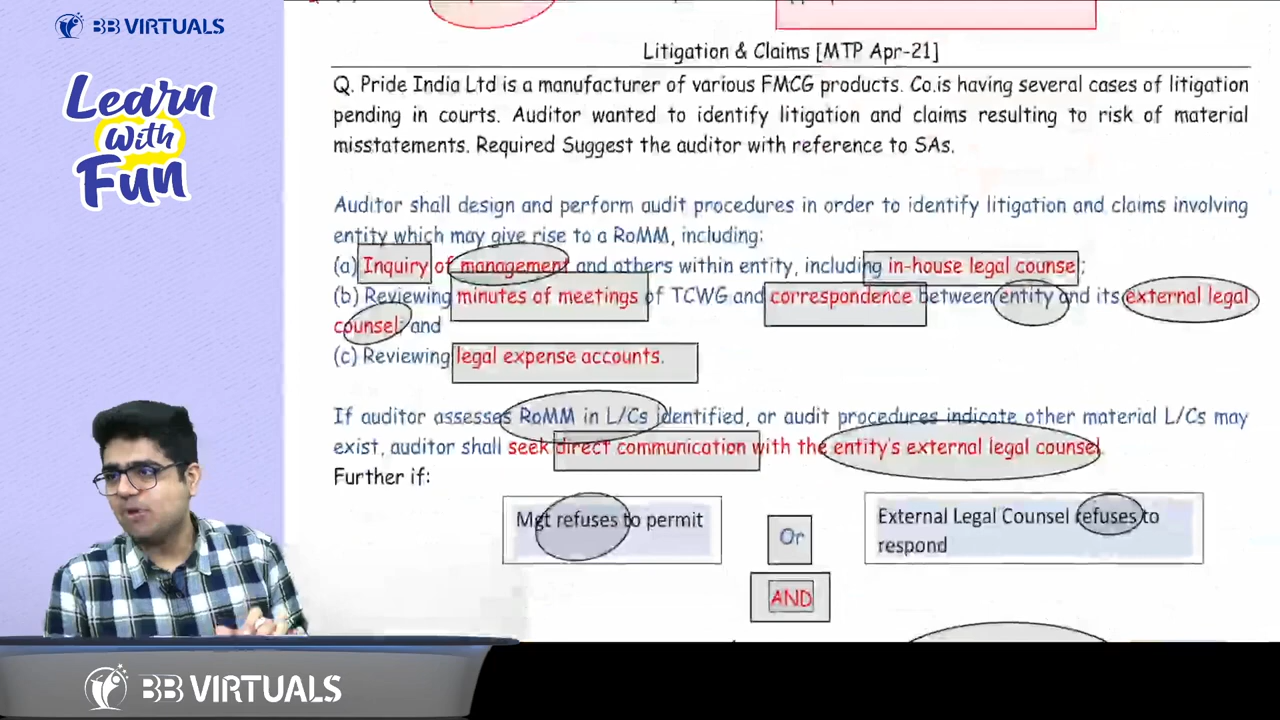 BB VIRTUALS
Learn
With
Fun
Litigation & Claims [MTP Apr-21]
Q. Pride India Ltd is a manufacturer of various FMCG products. Co.is having several cases of litigation
pending in courts. Auditor wanted to identify litigation and claims resulting to risk of material
misstatements. Required Suggest the auditor with reference to SAs.
Auditor shall design and perform audit procedures in order to identify litigation and claims involving
entity which may give rise to a RoMM, including:
(a) Inquiry of management and others within entity, including in-house legal counsel;
(b) Reviewing minutes of meetings of TCWG and correspondence between entity and its external legal
counsel; and
(c) Reviewing legal expense accounts.
If auditor assesses RoMM in L/Cs identified, or audit procedures indicate other material L/Cs may
exist, auditor shall seek direct communication with the entity's external legal counsel.
Further if:
Mgt refuses to permit
Or
External Legal Counsel refuses to
respond
AND
BB VIRTUALS